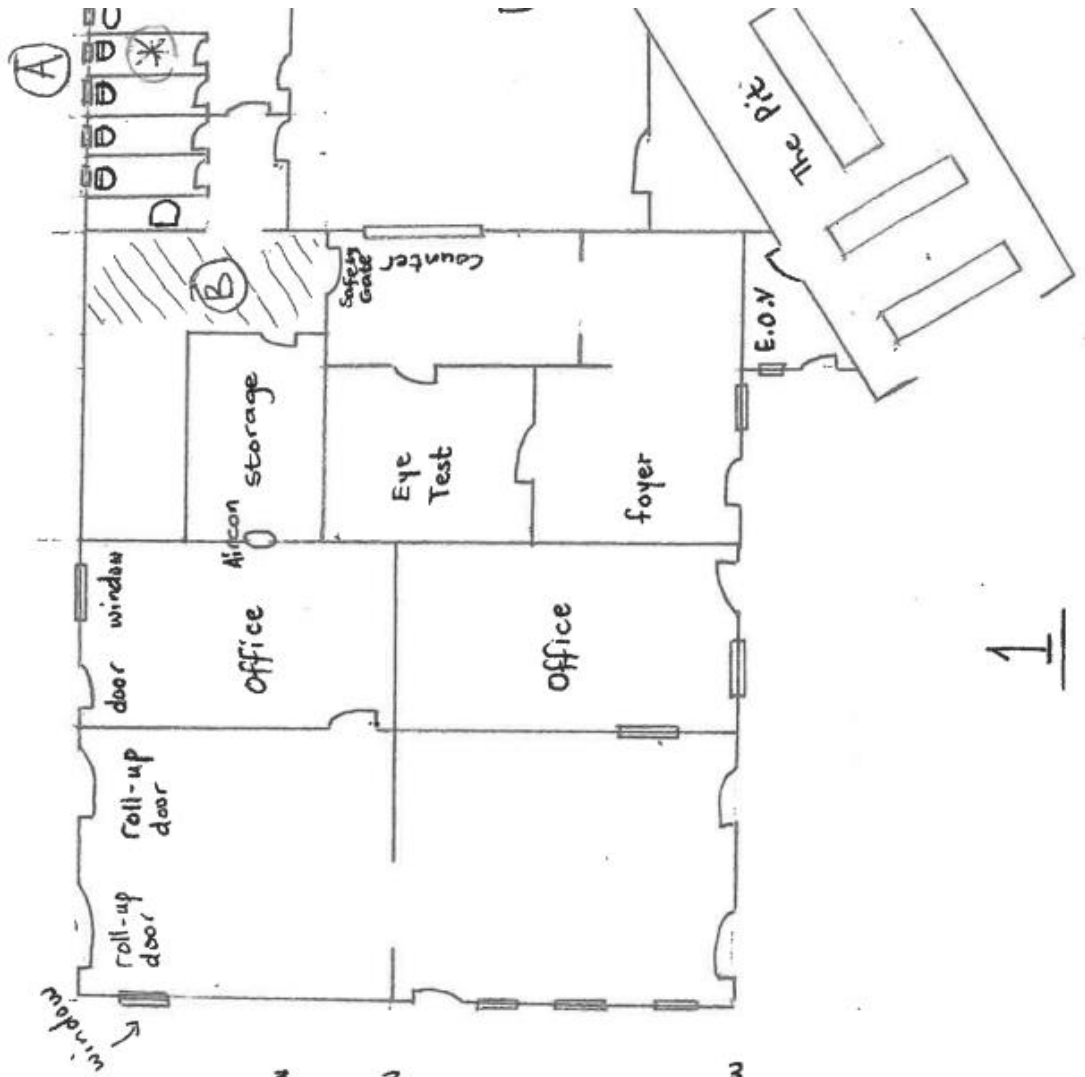 A
The Pit
B
Safety
Gate
Counter
E.O.N
Storage
Eye
Test
foyer
Aircon
window
door
Office
Office
1
roll-up
door
roll-up
door
window
3